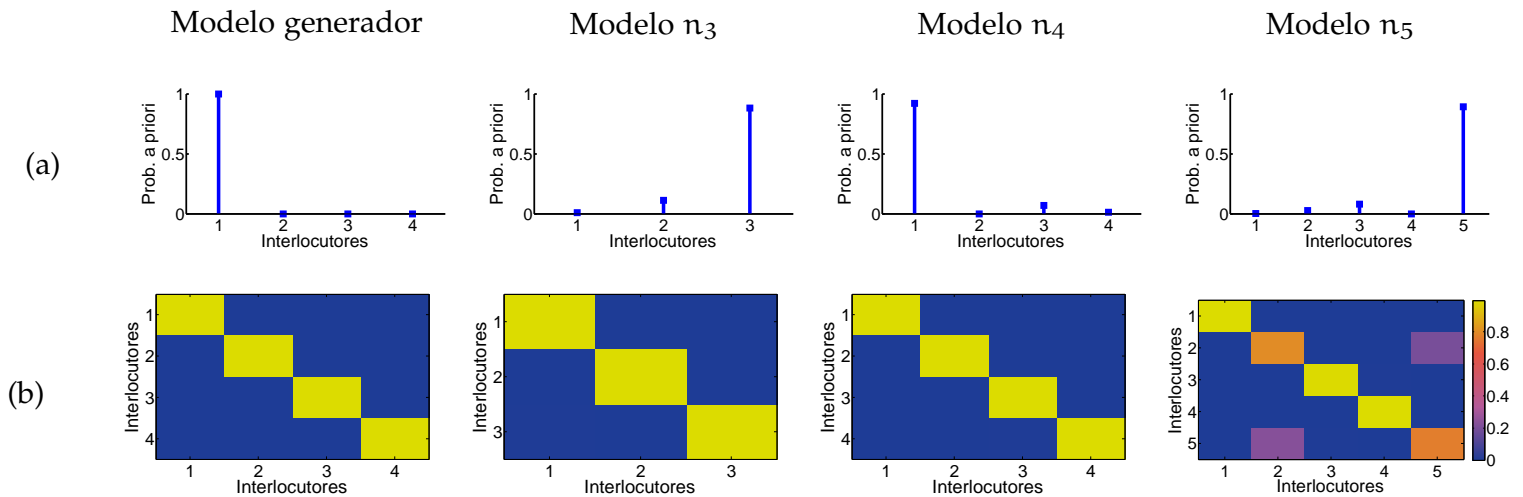 Modelo generador
Modelo n₃
Modelo n₄
Modelo n₅
(a)
Prob. a priori
1
0.5
0
1 2 3 4
Interlocutores
Prob. a priori
1
0.5
0
1 2 3
Interlocutores
Prob. a priori
1
0.5
0
1 2 3 4
Interlocutores
Prob. a priori
1
0.5
0
1 2 3 4 5
Interlocutores
(b)
Interlocutores
1
2
3
4
1 2 3 4
Interlocutores
Interlocutores
1
2
3
1 2 3
Interlocutores
Interlocutores
1
2
3
4
1 2 3 4
Interlocutores
Interlocutores
1
2
3
4
5
1 2 3 4 5
Interlocutores
0.8
0.6
0.4
0.2
0